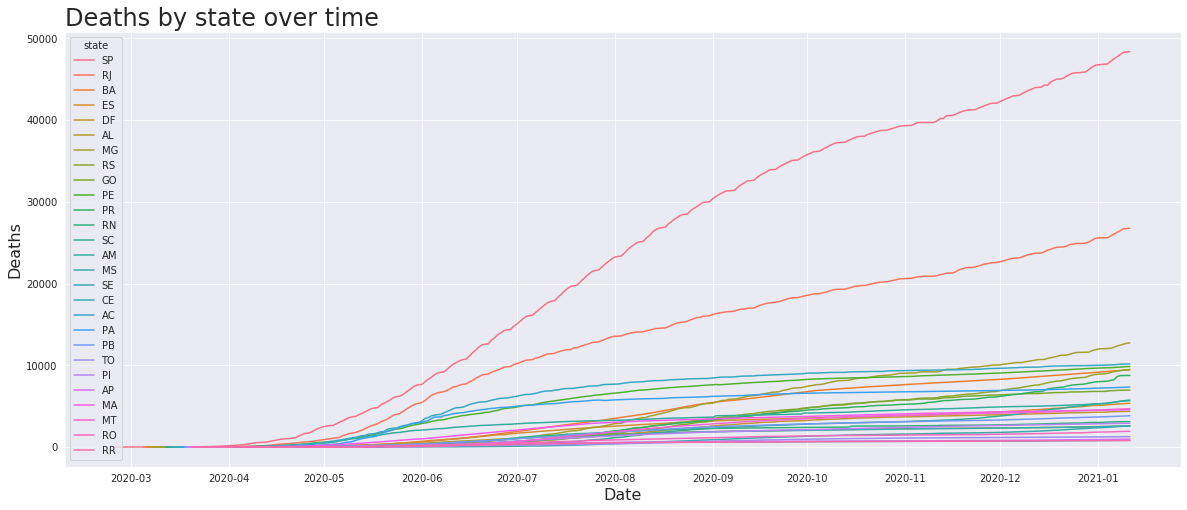 Deaths by state over time
50000
40000
30000
20000
10000
0
Deaths
state
SP
RJ
BA
ES
DF
AL
MG
RS
GO
PE
PR
RN
SC
AM
MS
SE
CE
AC
PA
PB
TO
PI
AP
MA
MT
RO
RR
2020-03 2020-04 2020-05 2020-06 2020-07 2020-08 2020-09 2020-10 2020-11 2020-12 2021-01
Date